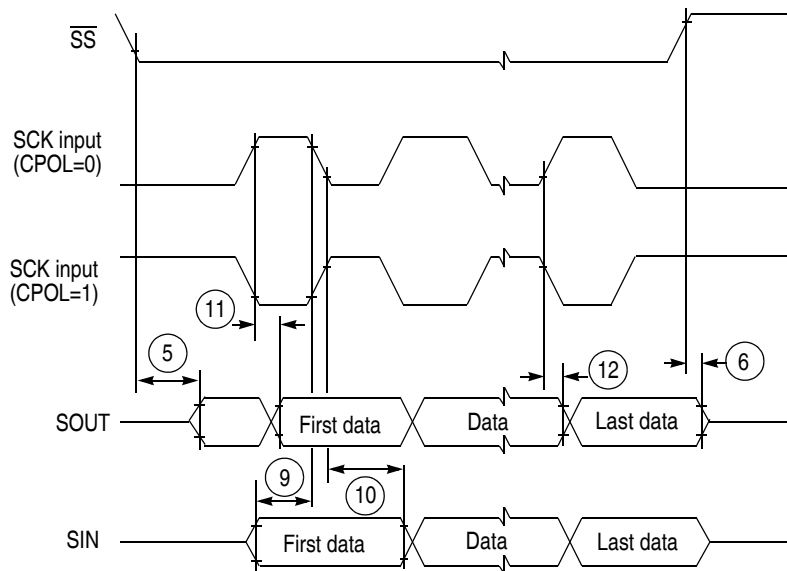 SS
SCK input
(CPOL=0)
SCK input
(CPOL=1)
11
5
12
6
SOUT
First data
Data
Last data
9
10
SIN
First data
Data
Last data